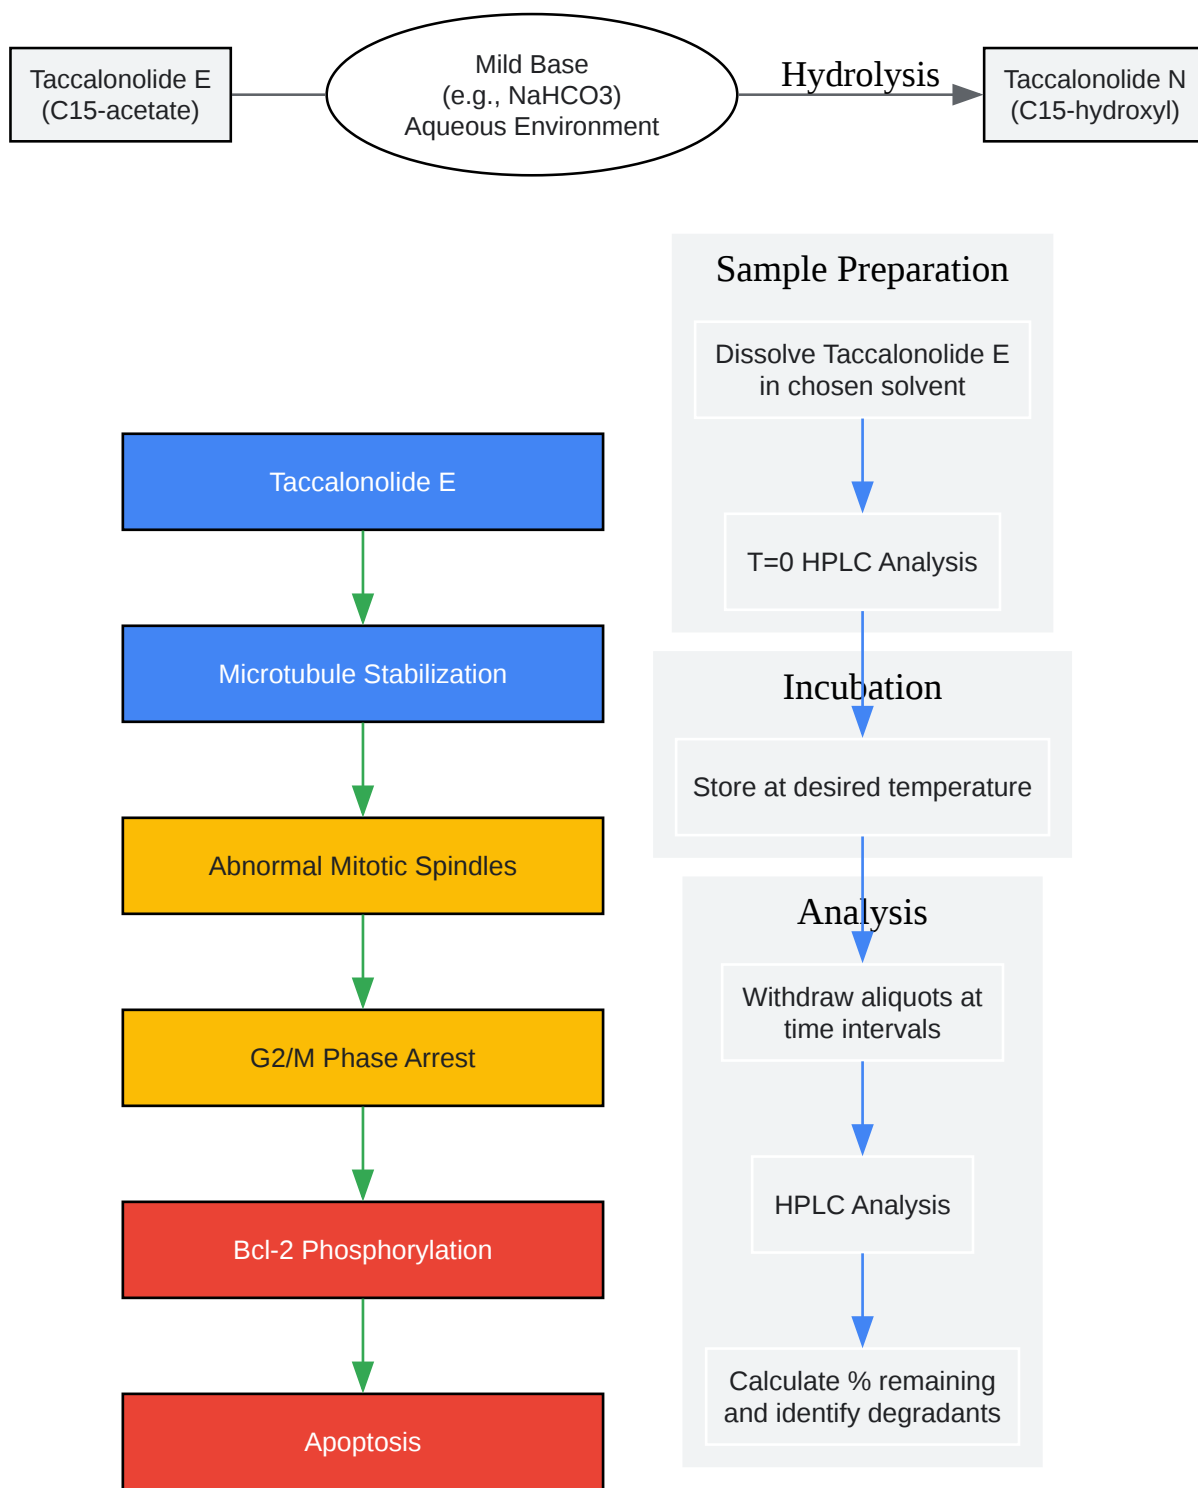 Taccalonolide E
(C15-acetate)
Mild Base
(e.g., NaHCO3)
Aqueous Environment
Hydrolysis
Taccalonolide N
(C15-hydroxyl)
Taccalonolide E
Microtubule Stabilization
Abnormal Mitotic Spindles
G2/M Phase Arrest
Bcl-2 Phosphorylation
Apoptosis
Sample Preparation
Dissolve Taccalonolide E
in chosen solvent
T=0 HPLC Analysis
Incubation
Store at desired temperature
Analysis
Withdraw aliquots at
time intervals
HPLC Analysis
Calculate % remaining
and identify degradants